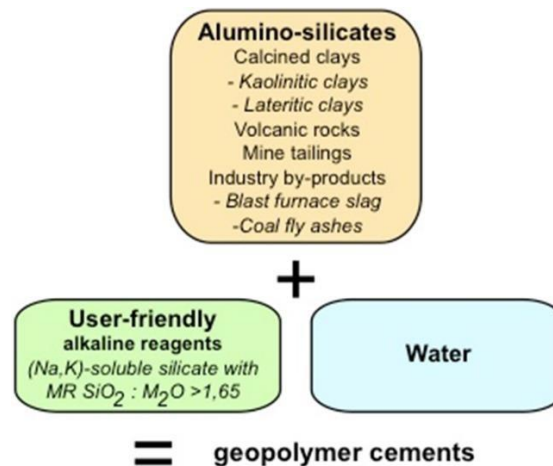 Alumino-silicates
Calcined clays
- Kaolinitic clays
- Lateritic clays
Volcanic rocks
Mine tailings
Industry by-products
- Blast furnace slag
-Coal fly ashes
+
User-friendly
alkaline reagents
(Na,K)-soluble silicate with
MR SiO₂ : M₂O >1,65
Water
= geopolymer cements